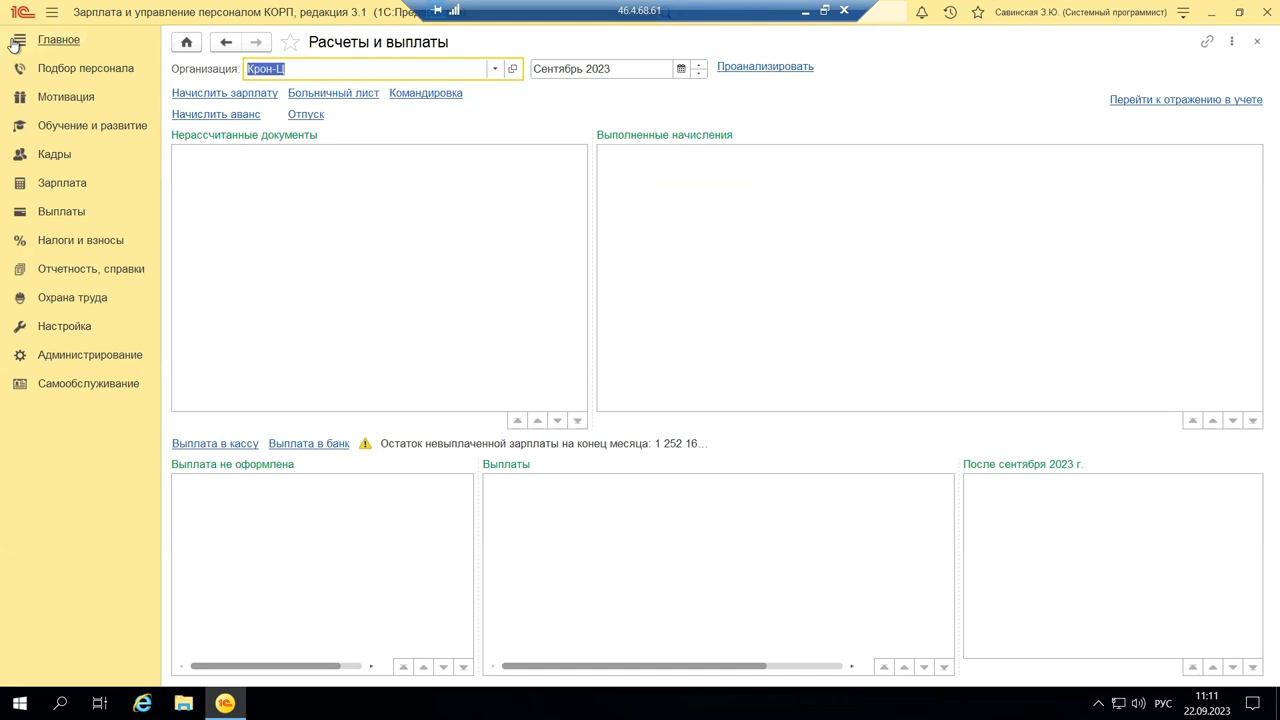 Зарплата и управление персоналом КОРП, редакция 3.1 (1С:Пред
46.4.68.61
Савинская З.Ю. (Системный программист)
Главное
Подбор персонала
Мотивация
Обучение и развитие
Кадры
Зарплата
Выплаты
Налоги и взносы
Отчетность, справки
Охрана труда
Настройка
Администрирование
Самообслуживание
Расчеты и выплаты
Организация: Крон-Ц Сентябрь 2023 Проанализировать
Начислить зарплату Больничный лист Командировка
Перейти к отражению в учете
Начислить аванс Отпуск
Нерассчитанные документы Выполненные начисления
Выплата в кассу Выплата в банк Остаток невыплаченной зарплаты на конец месяца: 1 252 16...
Выплата не оформлена Выплаты После сентября 2023 г.
РУС
11:11
22.09.2023